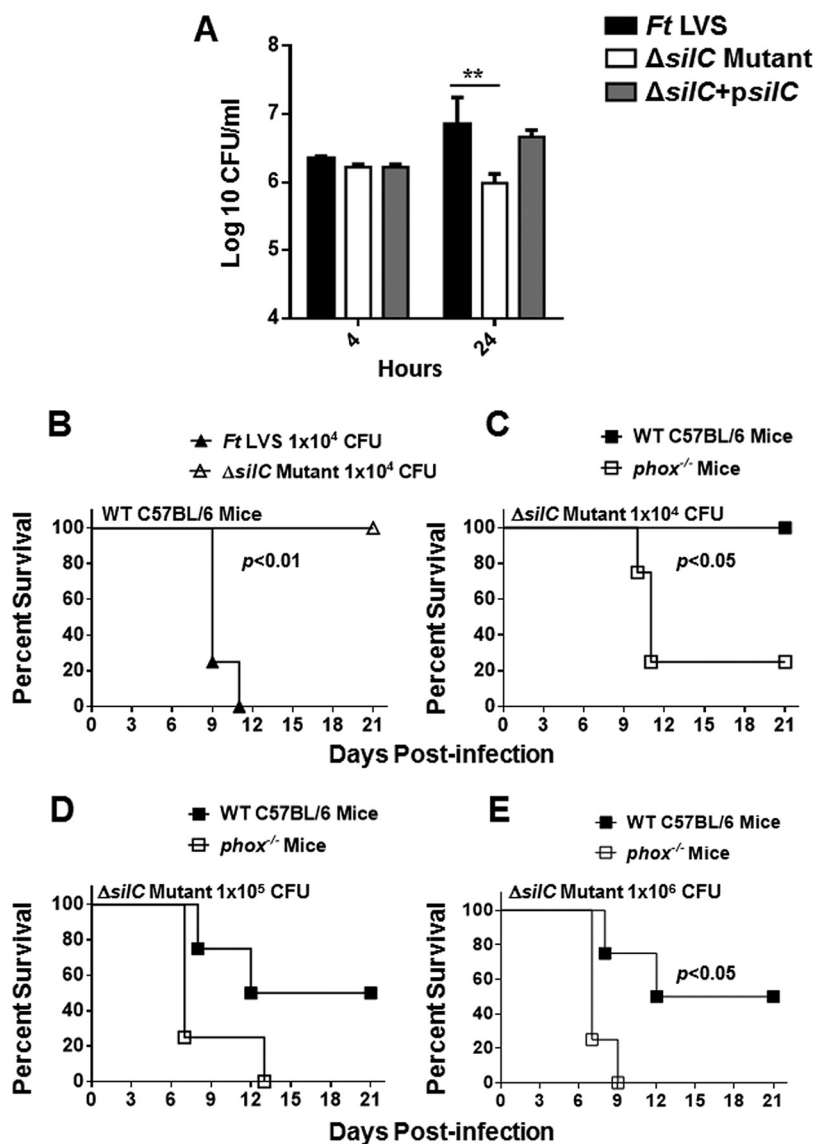 A
Ft LVS
ΔsilC Mutant
ΔsilC+psilC
8
7
6
5
4
**
Log 10 CFU/ml
4
24
Hours
B
Ft LVS 1x10⁴ CFU
ΔsilC Mutant 1x10⁴ CFU
WT C57BL/6 Mice
p<0.01
100
80
60
40
20
0
Percent Survival
0 3 6 9 12 15 18 21
C
WT C57BL/6 Mice
phox⁻/⁻ Mice
ΔsilC Mutant 1x10⁴ CFU
p<0.05
100
80
60
40
20
0
Percent Survival
0 3 6 9 12 15 18 21
Days Post-infection
D
WT C57BL/6 Mice
phox⁻/⁻ Mice
ΔsilC Mutant 1x10⁵ CFU
100
80
60
40
20
0
Percent Survival
0 3 6 9 12 15 18 21
E
WT C57BL/6 Mice
phox⁻/⁻ Mice
ΔsilC Mutant 1x10⁶ CFU
p<0.05
100
80
60
40
20
0
Percent Survival
0 3 6 9 12 15 18 21
Days Post-infection